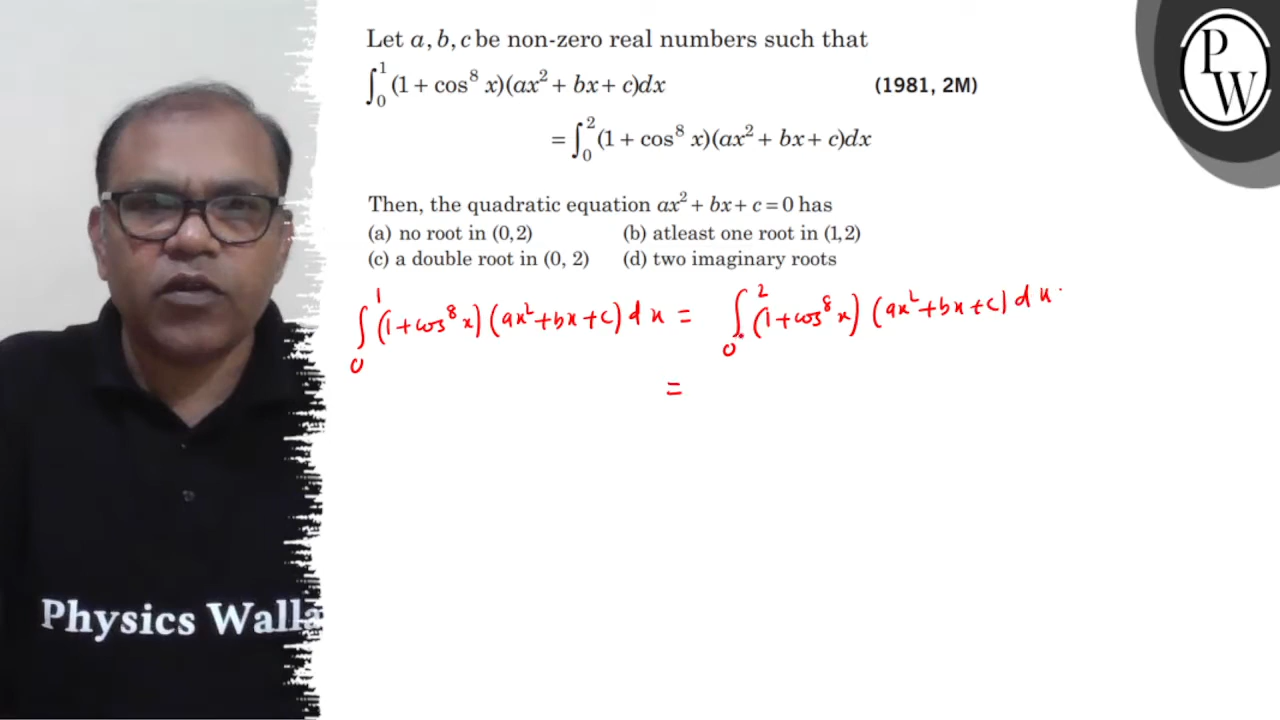 Let a, b, c be non-zero real numbers such that
∫₀¹ (1 + cos⁸ x)(ax² + bx + c)dx (1981, 2M)
= ∫₀² (1 + cos⁸ x)(ax² + bx + c)dx
Then, the quadratic equation ax² + bx + c = 0 has
(a) no root in (0, 2) (b) atleast one root in (1, 2)
(c) a double root in (0, 2) (d) two imaginary roots
∫₀¹ (1+cos⁸ x) (ax²+bx+c) dx = ∫₀² (1+cos⁸ x) (ax²+bx+c) dx.
=
PW
Physics Walla